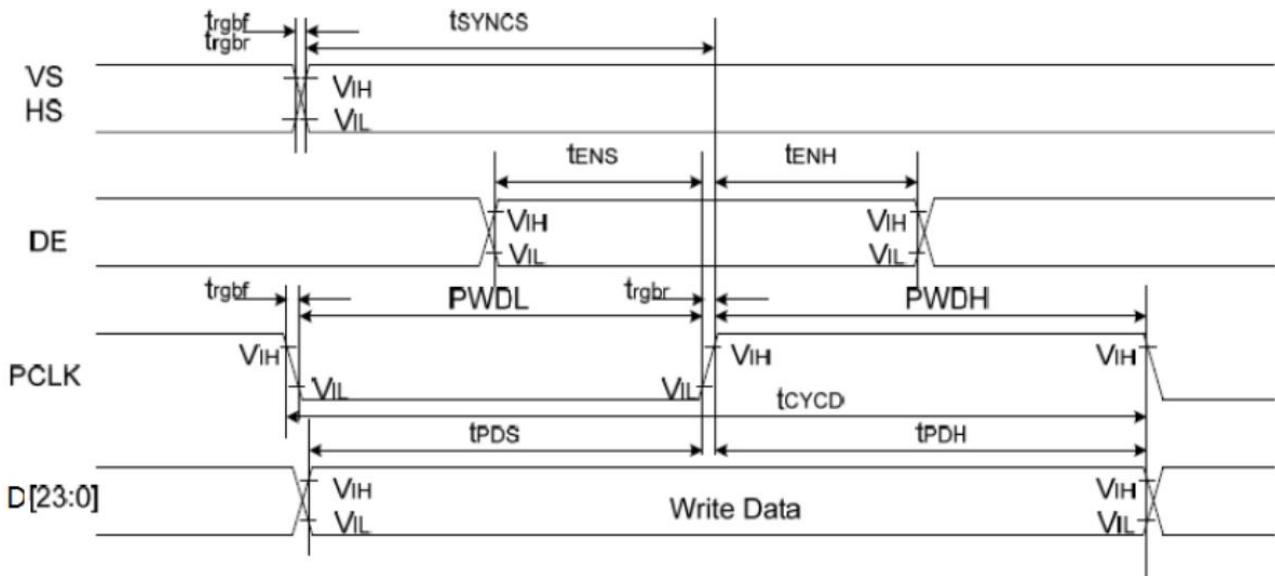 trgbf
trgbr
tSYNCS
VS
HS
VIH
VIL
tENS
tENH
DE
VIH
VIL
VIH
VIL
trgbf
PWDL
trgbr
PWDH
PCLK
VIH
VIL
VIL
VIH
VIH
tCYCD
tPDS
tPDH
D[23:0]
VIH
VIL
Write Data
VIH
VIL